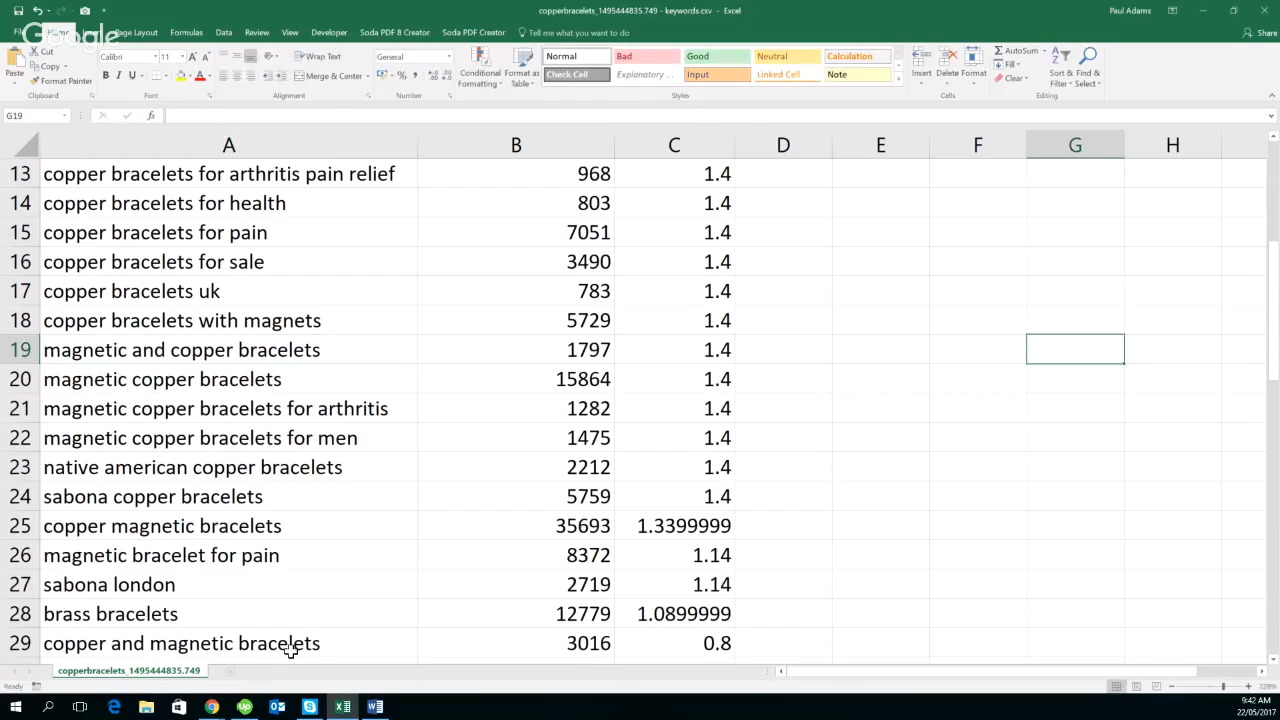 copperbracelets_1495444835.749 - keywords.csv - Excel
Paul Adams
Formulas Data Review View Developer Soda PDF 8 Creator Soda PDF Creator Tell me what you want to do
Share
Google
Cut
Copy
Format Painter
Paste
Clipboard
Calibri 11
B I U
Font
Merge & Center
Alignment
General
Number
Conditional Formatting
Format as Table
Normal Bad Good Neutral Calculation
Check Cell Explanatory ... Input Linked Cell Note
Styles
Insert Delete Format
Cells
AutoSum
Fill
Clear
Sort & Filter
Find & Select
Editing
G19 fx
A B C D E F G H
13 copper bracelets for arthritis pain relief 968 1.4
14 copper bracelets for health 803 1.4
15 copper bracelets for pain 7051 1.4
16 copper bracelets for sale 3490 1.4
17 copper bracelets uk 783 1.4
18 copper bracelets with magnets 5729 1.4
19 magnetic and copper bracelets 1797 1.4
20 magnetic copper bracelets 15864 1.4
21 magnetic copper bracelets for arthritis 1282 1.4
22 magnetic copper bracelets for men 1475 1.4
23 native american copper bracelets 2212 1.4
24 sabona copper bracelets 5759 1.4
25 copper magnetic bracelets 35693 1.3399999
26 magnetic bracelet for pain 8372 1.14
27 sabona london 2719 1.14
28 brass bracelets 12779 1.0899999
29 copper and magnetic bracelets 3016 0.8
copperbracelets_1495444835.749
Ready
228%
9:42 AM
22/05/2017